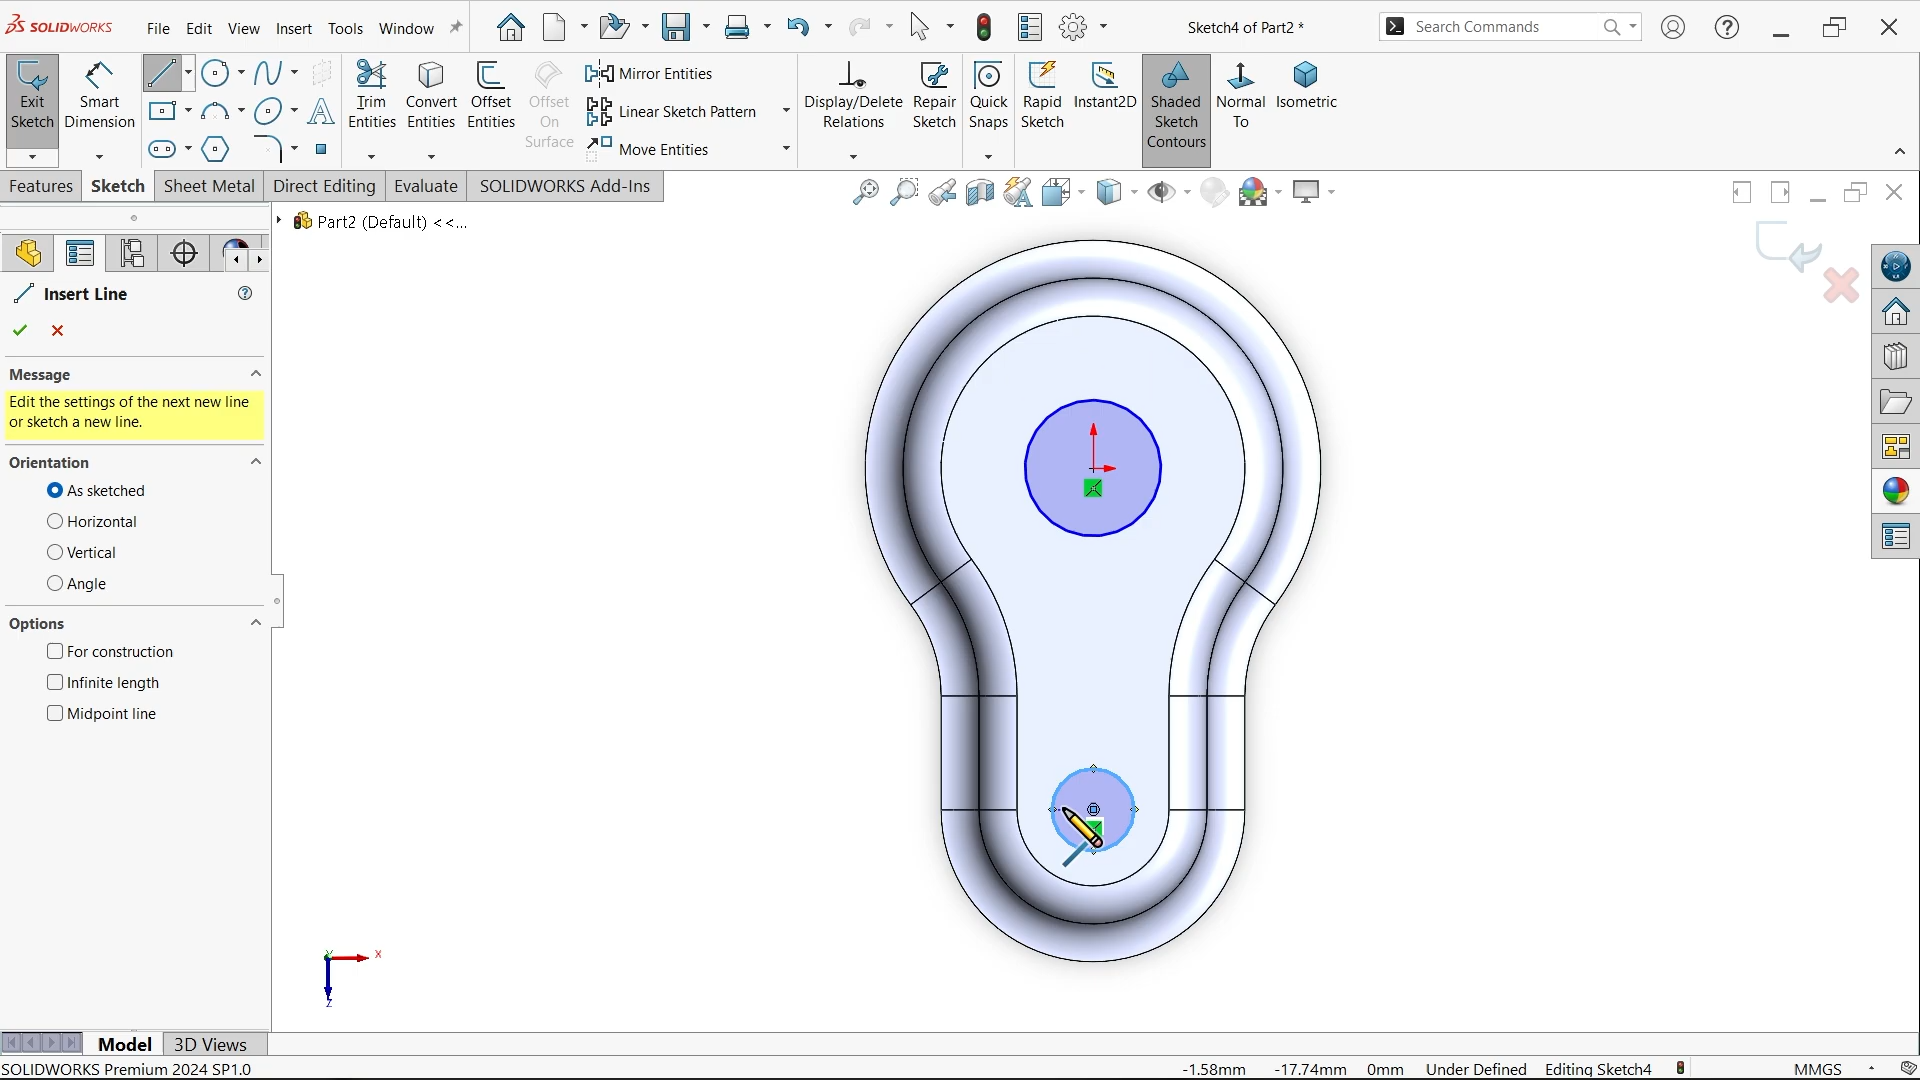 SOLIDWORKS
File Edit View Insert Tools Window
Sketch4 of Part2 *
Search Commands
Exit Sketch
Smart Dimension
Trim Entities
Convert Entities
Offset Entities
Offset On Surface
Mirror Entities
Linear Sketch Pattern
Move Entities
Display/Delete Relations
Repair Sketch
Quick Snaps
Rapid Sketch
Instant2D
Shaded Sketch Contours
Normal To
Isometric
Features Sketch Sheet Metal Direct Editing Evaluate SOLIDWORKS Add-Ins
Part2 (Default) <<...
Insert Line
Message
Edit the settings of the next new line
or sketch a new line.
Orientation
As sketched
Horizontal
Vertical
Angle
Options
For construction
Infinite length
Midpoint line
Y
X
Z
Model 3D Views
SOLIDWORKS Premium 2024 SP1.0
-1.58mm -17.74mm 0mm Under Defined Editing Sketch4 MMGS